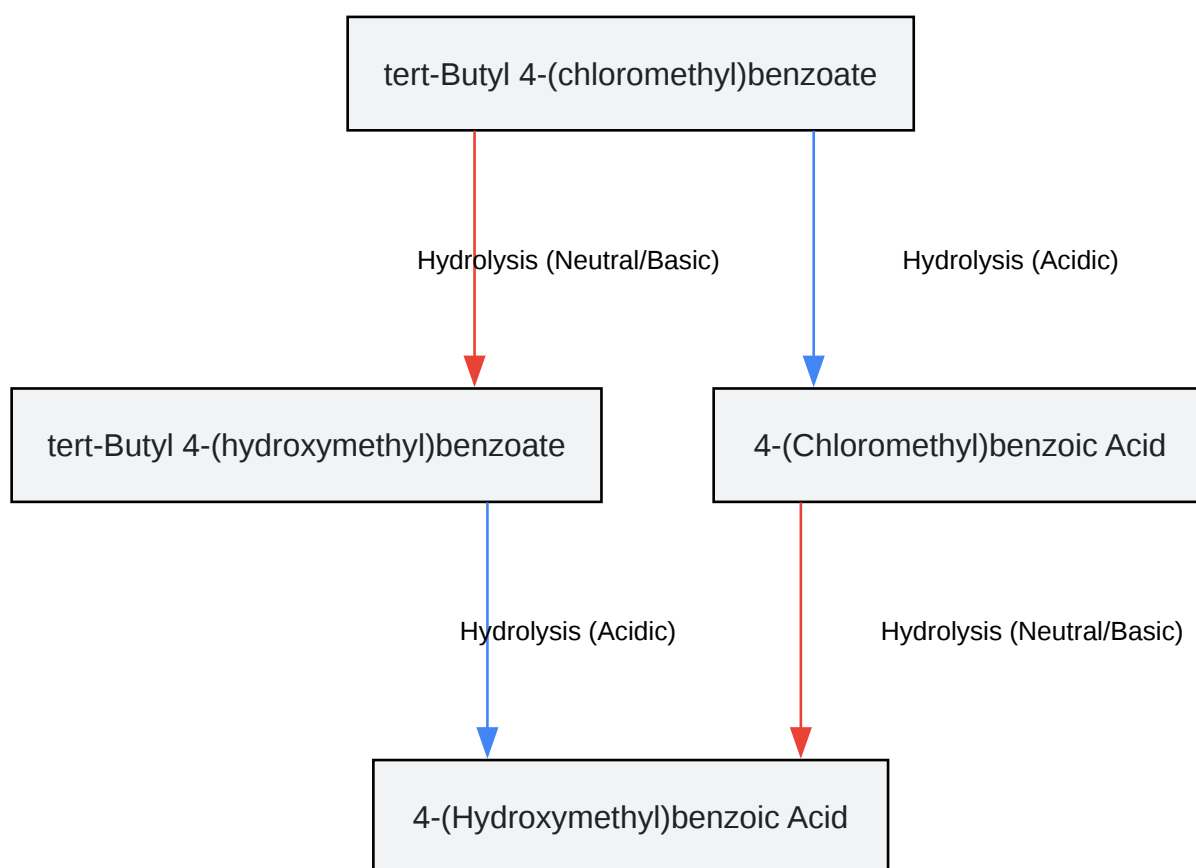 tert-Butyl 4-(chloromethyl)benzoate
Hydrolysis (Neutral/Basic)
Hydrolysis (Acidic)
tert-Butyl 4-(hydroxymethyl)benzoate
4-(Chloromethyl)benzoic Acid
Hydrolysis (Acidic)
Hydrolysis (Neutral/Basic)
4-(Hydroxymethyl)benzoic Acid